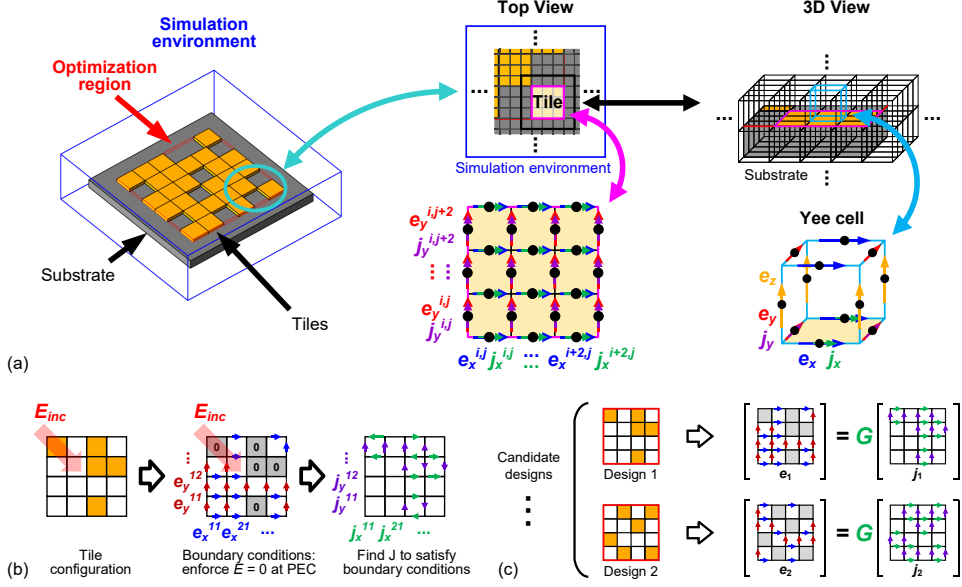 Simulation
environment
Optimization
region
Substrate
Tiles
(a)
Top View
Tile
Simulation environment
e_y^{i,j+2}
j_y^{i,j+2}
e_y^{i,j}
j_y^{i,j}
e_x^{i,j} j_x^{i,j} ... e_x^{i+2,j} j_x^{i+2,j}
3D View
Substrate
Yee cell
e_z
e_y
j_y
e_x j_x
E_inc
Tile
configuration
(b)
E_inc
0
0
0 0
0
e_y^{12}
e_y^{11}
e_x^{11} e_x^{21} ...
Boundary conditions:
enforce E = 0 at PEC
j_y^{12}
j_y^{11}
j_x^{11} j_x^{21} ...
Find J to satisfy
boundary conditions
(c)
Candidate
designs
Design 1
e_1
= G
j_1
Design 2
e_2
= G
j_2